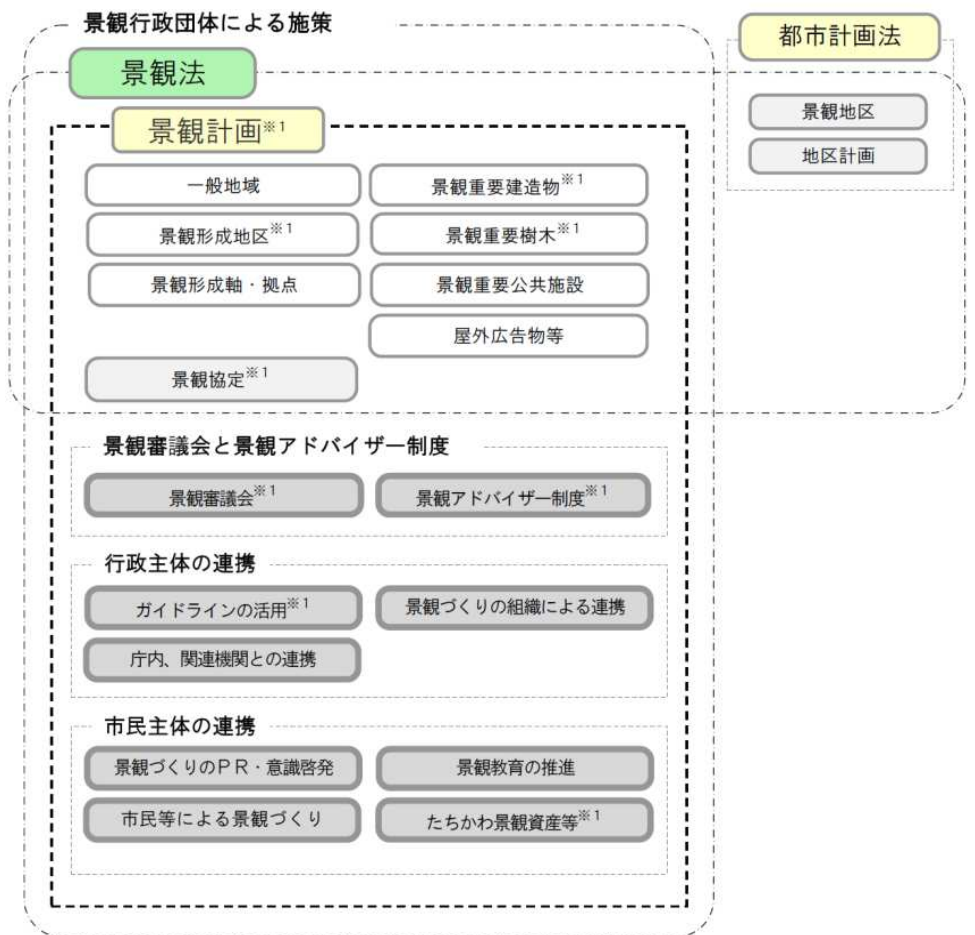 景観行政団体による施策
都市計画法
景観法
景観地区
地区計画
景観計画※1
一般地域
景観重要建造物※1
景観形成地区※1
景観重要樹木※1
景観形成軸・拠点
景観重要公共施設
屋外広告物等
景観協定※1
景観審議会と景観アドバイザー制度
景観審議会※1
景観アドバイザー制度※1
行政主体の連携
ガイドラインの活用※1
景観づくりの組織による連携
庁内、関連機関との連携
市民主体の連携
景観づくりのPR・意識啓発
景観教育の推進
市民等による景観づくり
たちかわ景観資産等※1